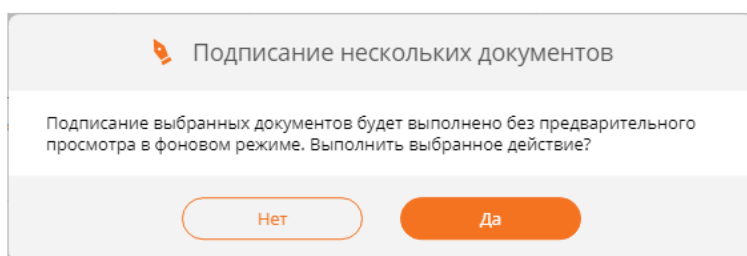 Подписание нескольких документов
Подписание выбранных документов будет выполнено без предварительного
просмотра в фоновом режиме. Выполнить выбранное действие?
Нет
Да